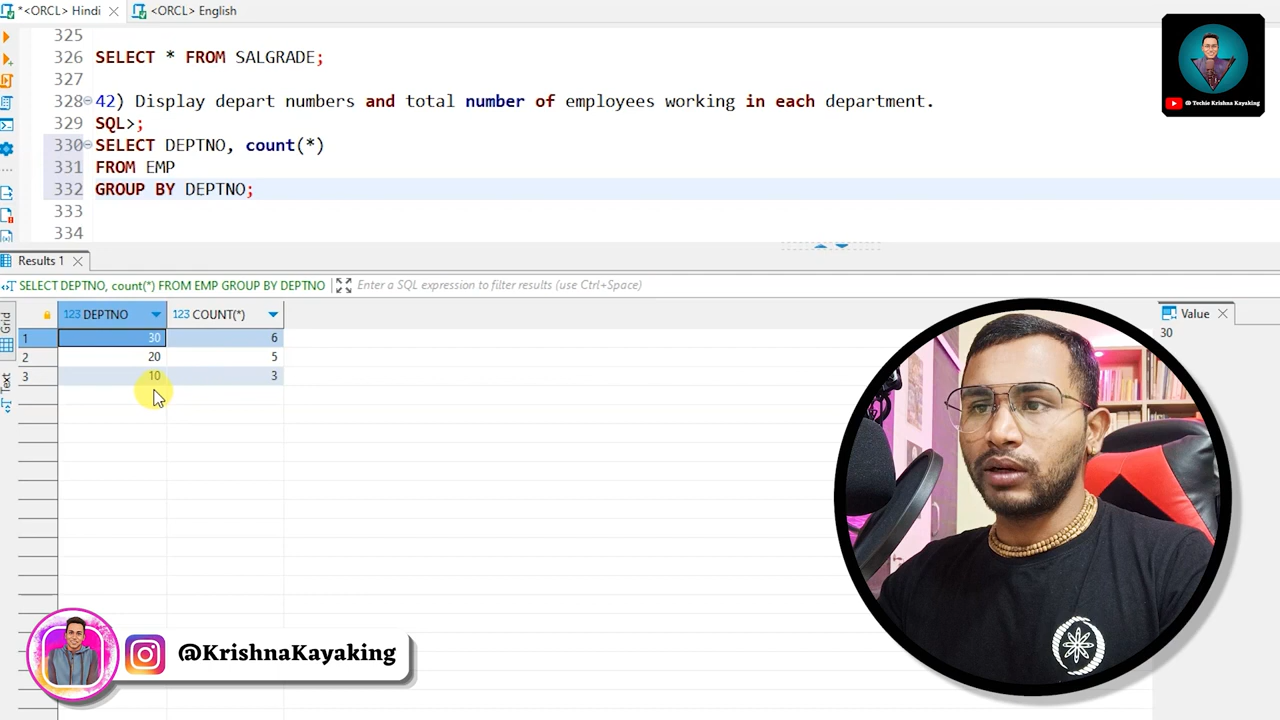 *<ORCL> Hindi
<ORCL> English
325
326 SELECT * FROM SALGRADE;
327
328 42) Display depart numbers and total number of employees working in each department.
329 SQL>;
330 SELECT DEPTNO, count(*)
331 FROM EMP
332 GROUP BY DEPTNO;
333
334
@ Techie Krishna Kayaking
Results 1
SELECT DEPTNO, count(*) FROM EMP GROUP BY DEPTNO
Enter a SQL expression to filter results (use Ctrl+Space)
Grid
Text
123 DEPTNO 123 COUNT(*)
1 30 6
2 20 5
3 10 3
Value
30
@KrishnaKayaking